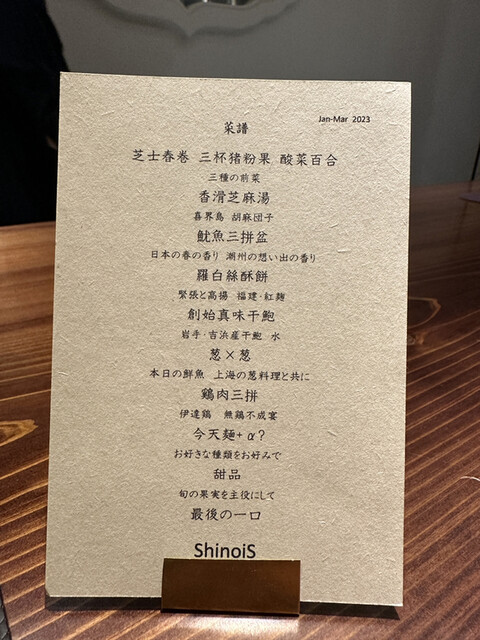 Jan-Mar 2023
菜譜
芝士春巻 三杯猪粉果 酸菜百合
三種の前菜
香滑芝麻湯
喜界島 胡麻団子
魷魚三拼盆
日本の春の香り 潮州の想い出の香り
羅白絲酥餅
緊張と高揚 福建・紅麹
創始真味干鮑
岩手・吉浜産干鮑 水
葱×葱
本日の鮮魚 上海の葱料理と共に
鶏肉三拼
伊達鶏 無鶏不成宴
今天麺+α?
お好きな種類をお好みで
甜品
旬の果実を主役にして
最後の一口
ShinoiS